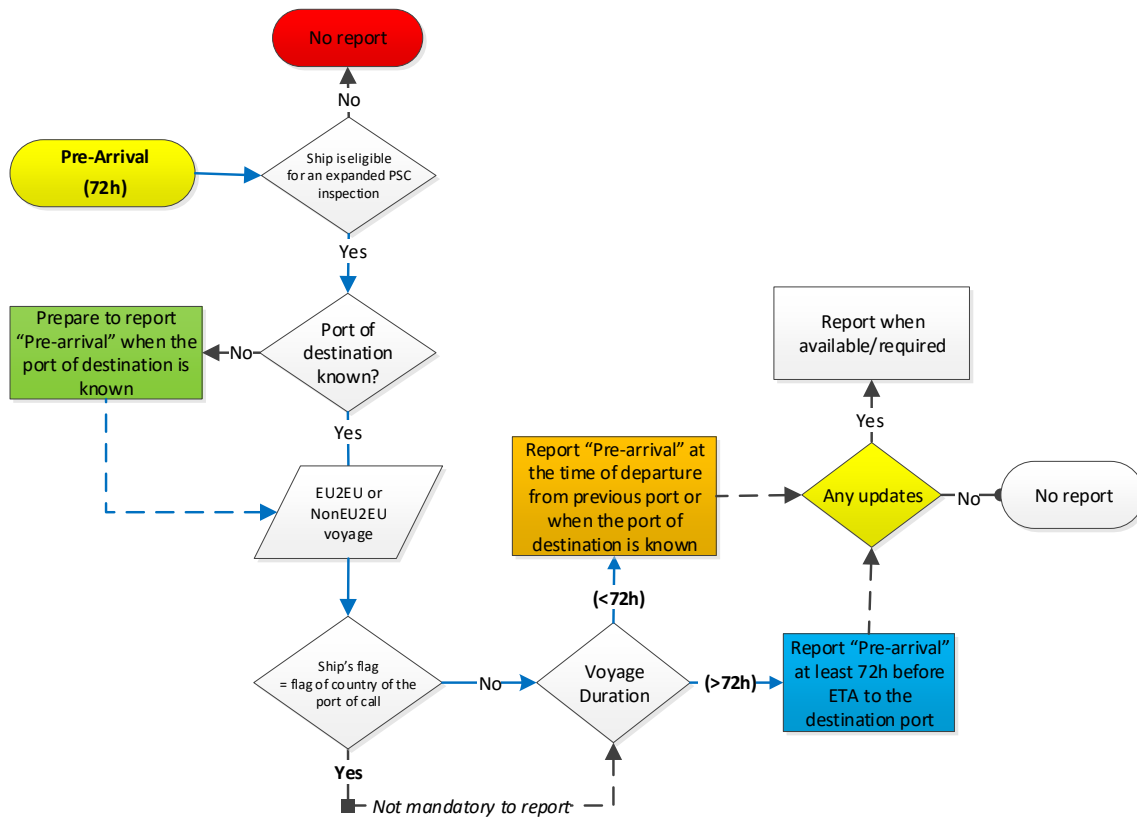 No report
No
Pre-Arrival
(72h)
Ship is eligible
for an expanded PSC
inspection
Yes
Prepare to report
“Pre-arrival” when the
port of destination is
known
No
Port of
destination
known?
Yes
Report when
available/required
Yes
EU2EU or
NonEU2EU
voyage
Report “Pre-arrival” at
the time of departure
from previous port or
when the port of
destination is known
Any updates
No
No report
(<72h)
Ship’s flag
= flag of country of the
port of call
No
Voyage
Duration
(>72h)
Report “Pre-arrival”
at least 72h before
ETA to the
destination port
Yes
Not mandatory to report